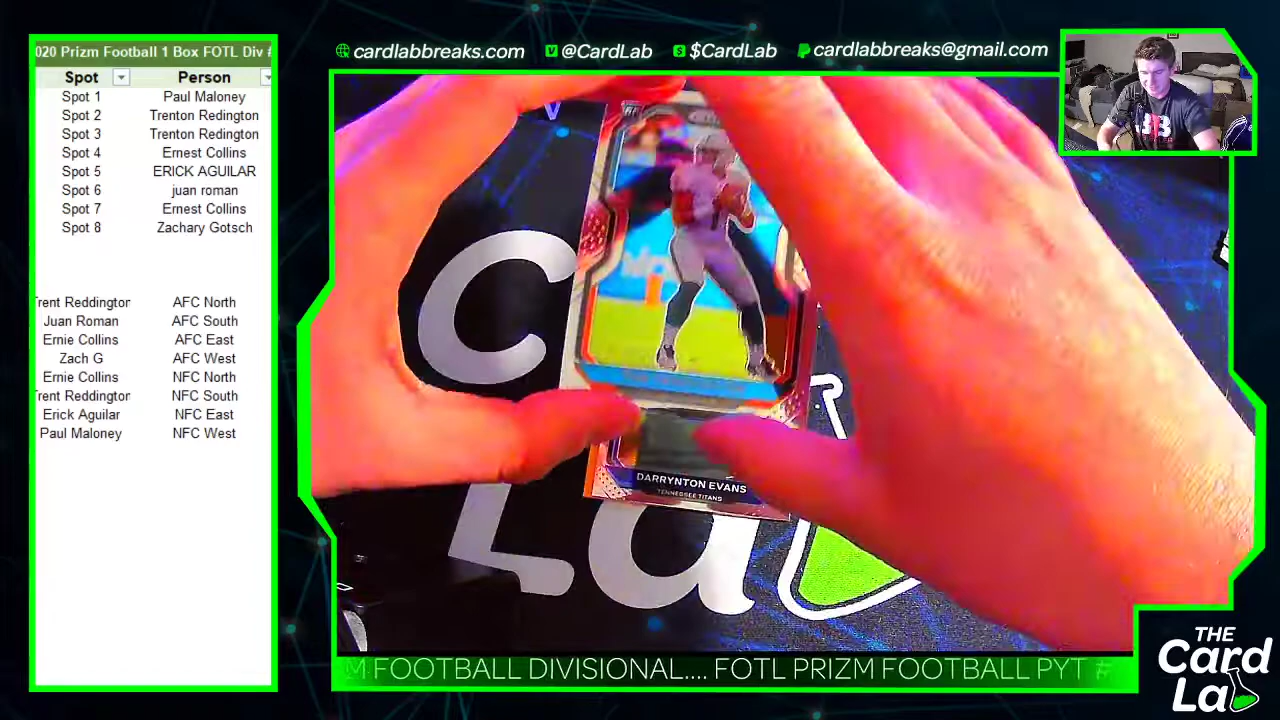 020 Prizm Football 1 Box FOTL Div #
Spot Person
Spot 1 Paul Maloney
Spot 2 Trenton Redington
Spot 3 Trenton Redington
Spot 4 Ernest Collins
Spot 5 ERICK AGUILAR
Spot 6 juan roman
Spot 7 Ernest Collins
Spot 8 Zachary Gotsch
Trent Reddington AFC North
Juan Roman AFC South
Ernie Collins AFC East
Zach G AFC West
Ernie Collins NFC North
Trent Reddington NFC South
Erick Aguilar NFC East
Paul Maloney NFC West
cardlabbreaks.com @CardLab $CardLab cardlabbreaks@gmail.com
C
La
DARRYNTON EVANS
TENNESSEE TITANS
M FOOTBALL DIVISIONAL.... FOTL PRIZM FOOTBALL PYT #
THE
Card
La